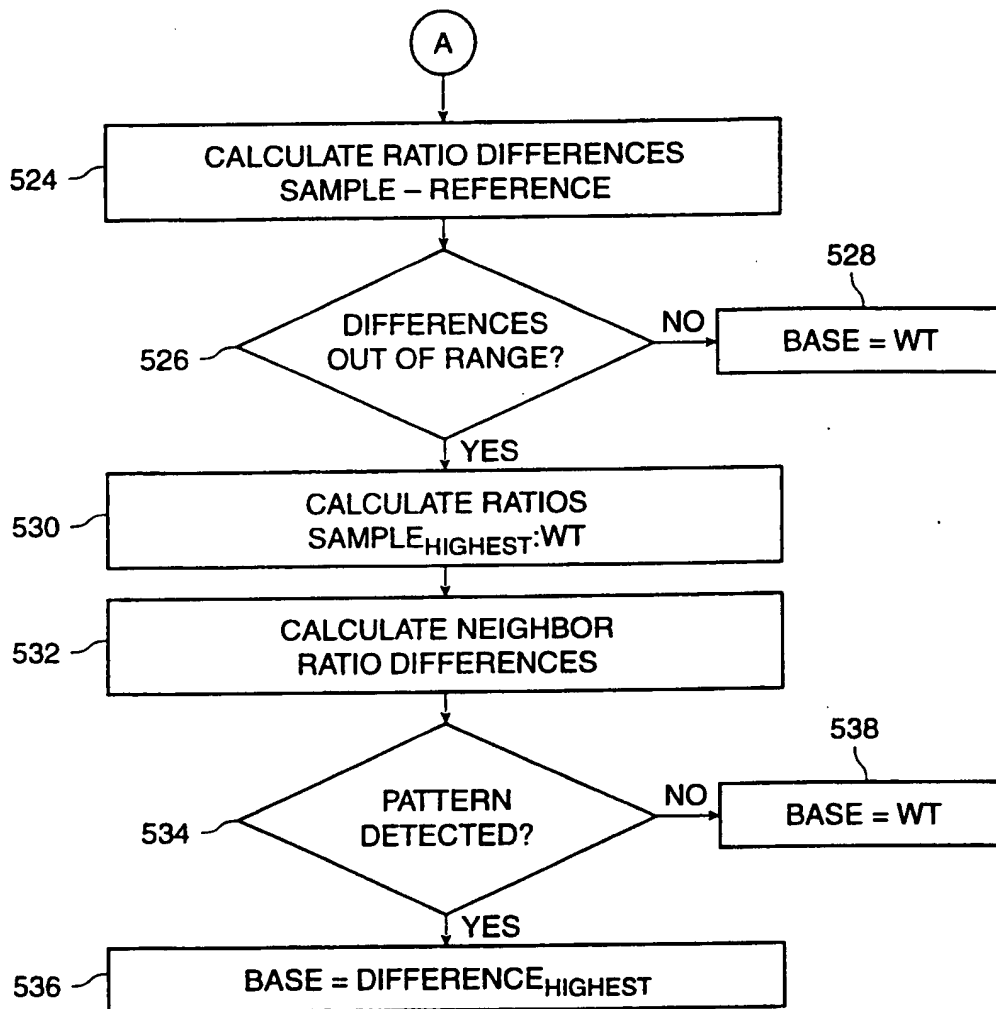 A
CALCULATE RATIO DIFFERENCES
SAMPLE – REFERENCE
524
528
DIFFERENCES
OUT OF RANGE?
NO
BASE = WT
526
YES
CALCULATE RATIOS
SAMPLEHIGHEST:WT
530
CALCULATE NEIGHBOR
RATIO DIFFERENCES
532
538
PATTERN
DETECTED?
NO
BASE = WT
534
YES
BASE = DIFFERENCEHIGHEST
536